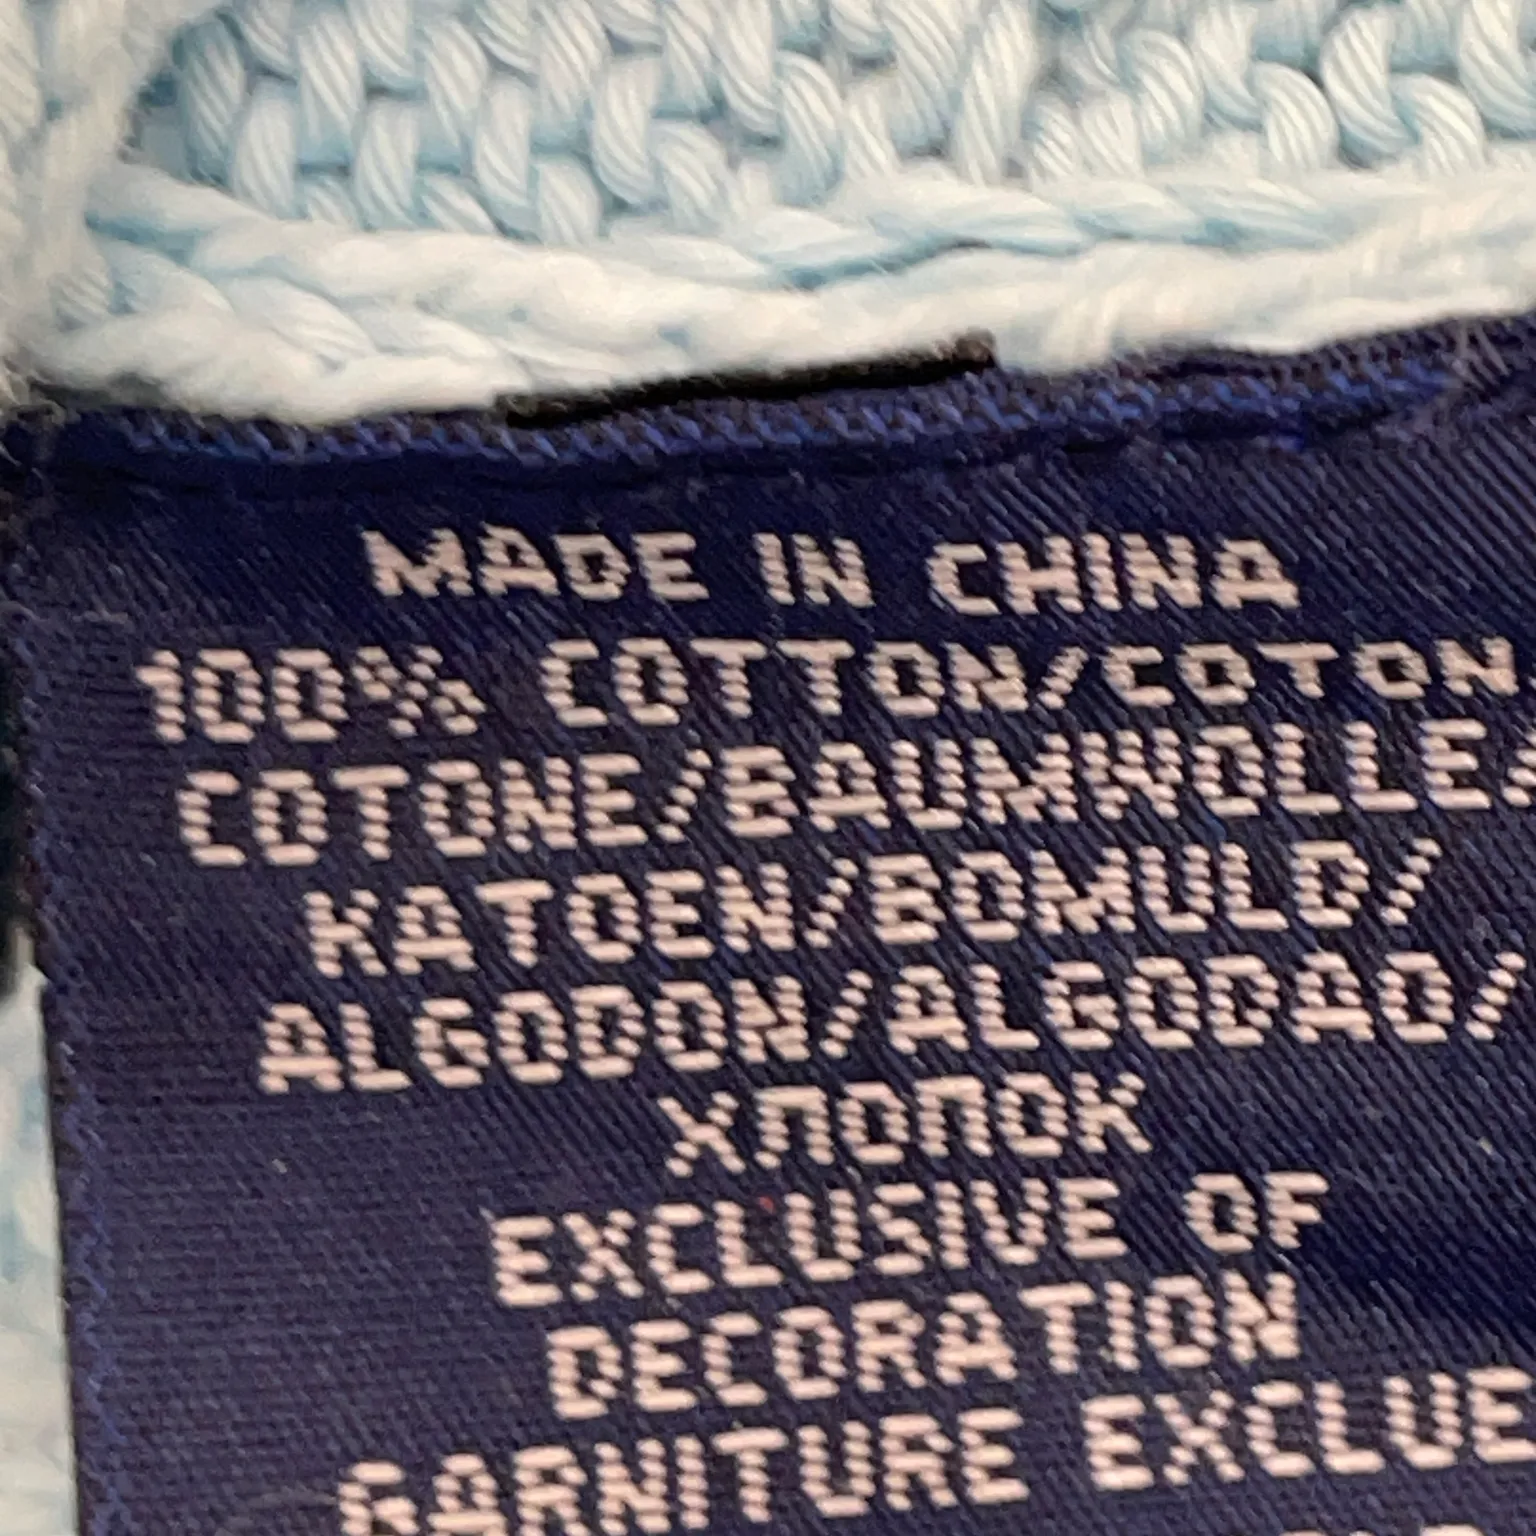 MADE IN CHINA
100% COTTON/COTON
COTONE/BAUMWOLLE/
KATOEN/BOMULD/
ALGODON/ALGODAO/
ХЛОПОК
EXCLUSIVE OF
DECORATION
GARNITURE EXCLUE